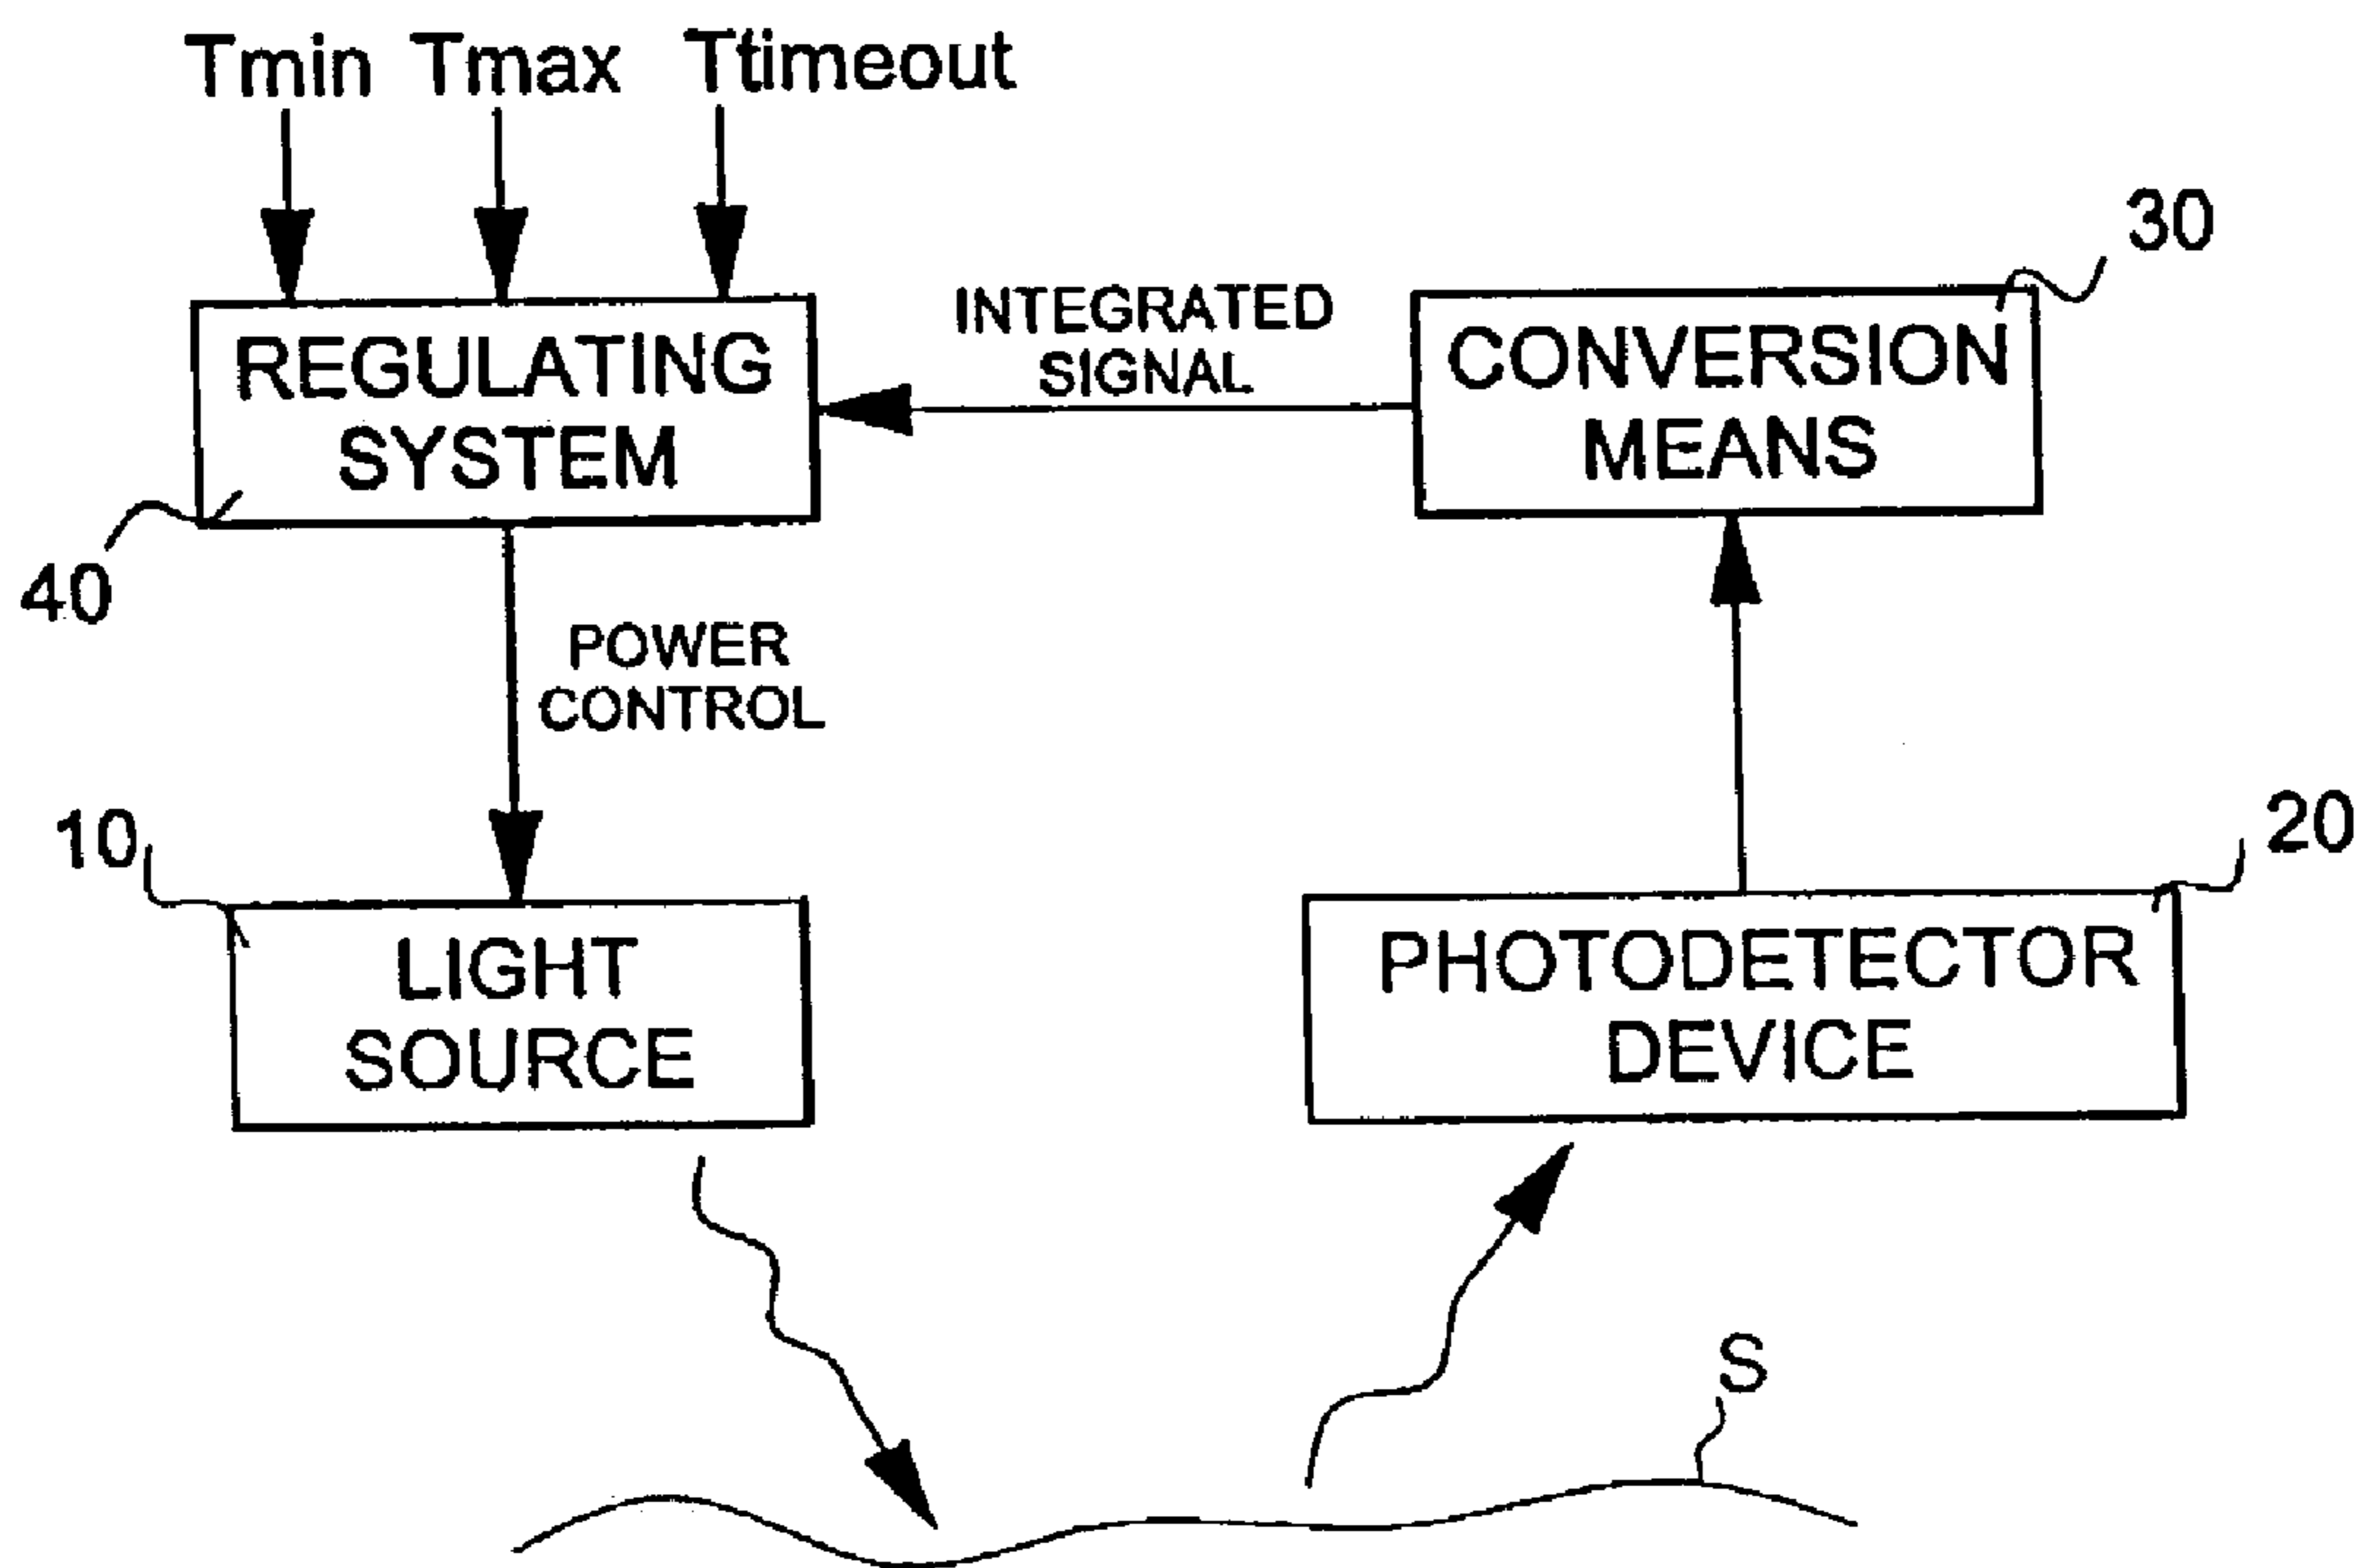 Tmin Tmax Ttimeout
30
INTEGRATED
SIGNAL
REGULATING
SYSTEM
CONVERSION
MEANS
40
POWER
CONTROL
10
20
LIGHT
SOURCE
PHOTODETECTOR
DEVICE
S